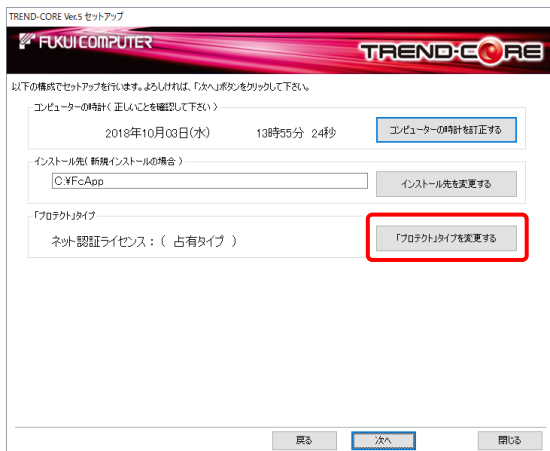 TREND-CORE Ver.5 セットアップ
FUKUI COMPUTER
TREND-CORE
以下の構成でセットアップを行います。よろしければ、「次へ」ボタンをクリックして下さい。
コンピューターの時計( 正しいことを確認して下さい )
2018年10月03日(水) 13時55分 24秒
コンピューターの時計を訂正する
インストール先( 新規インストールの場合 )
C:¥FcApp
インストール先を変更する
「プロテクト」タイプ
ネット認証ライセンス : ( 占有タイプ )
「プロテクト」タイプを変更する
戻る 次へ 閉じる